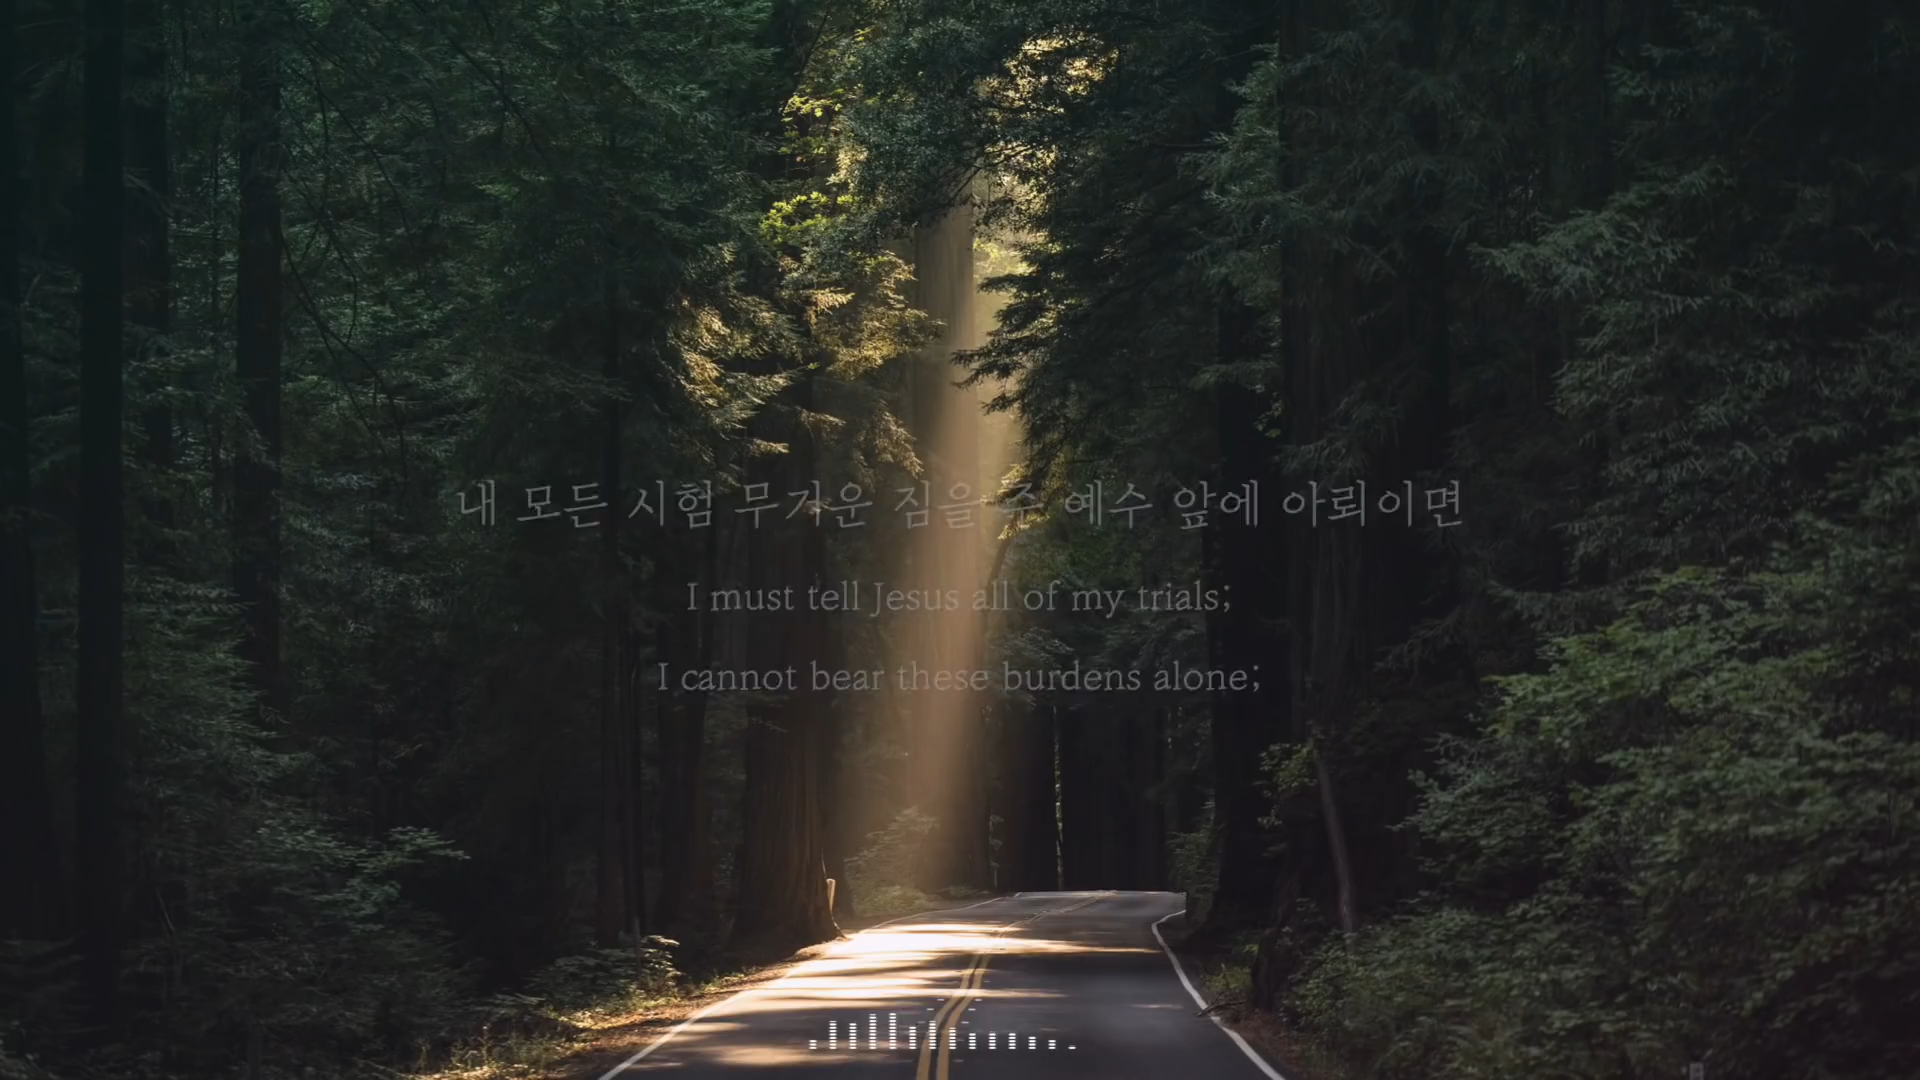 내 모든 시험 무거운 짐을 주 예수 앞에 아뢰이면
I must tell Jesus all of my trials;
I cannot bear these burdens alone;